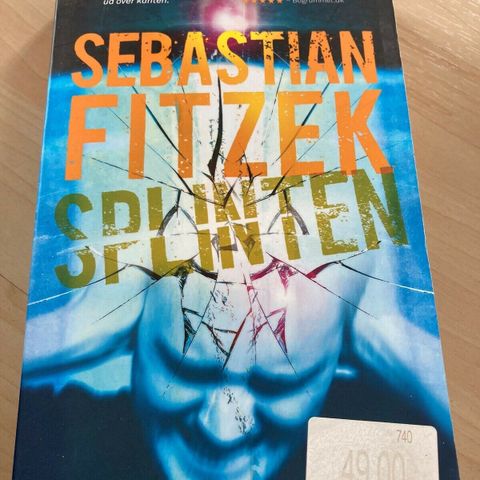 ud over kanten.
★★★★★ – Bogrummet.dk
SEBASTIAN
FITZEK
SPLINTEN
740
49,00